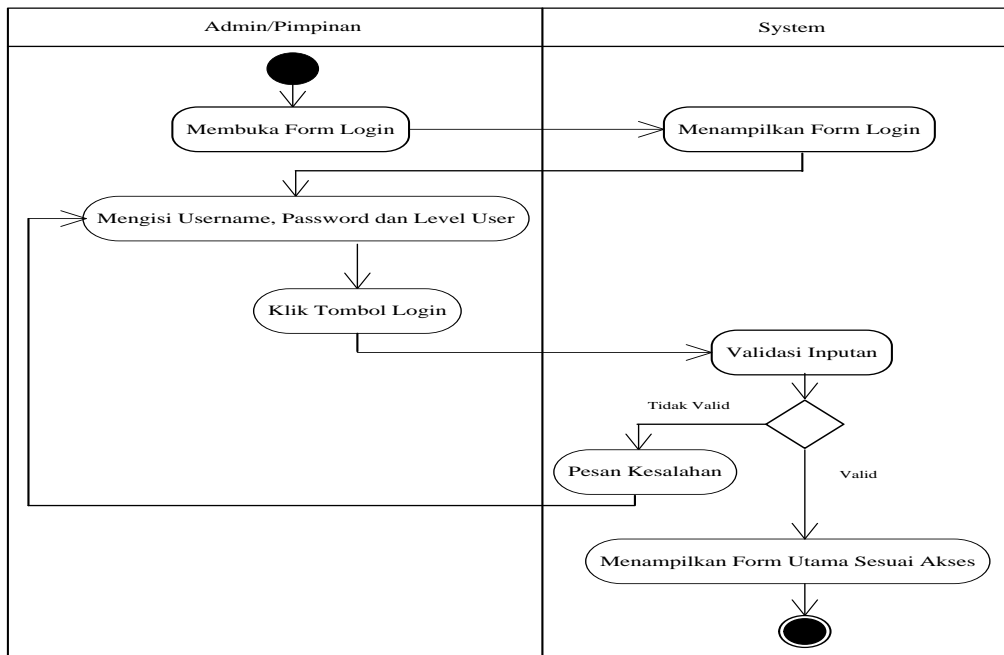 Admin/Pimpinan
System
Membuka Form Login
Menampilkan Form Login
Mengisi Username, Password dan Level User
Klik Tombol Login
Validasi Inputan
Tidak Valid
Pesan Kesalahan
Valid
Menampilkan Form Utama Sesuai Akses